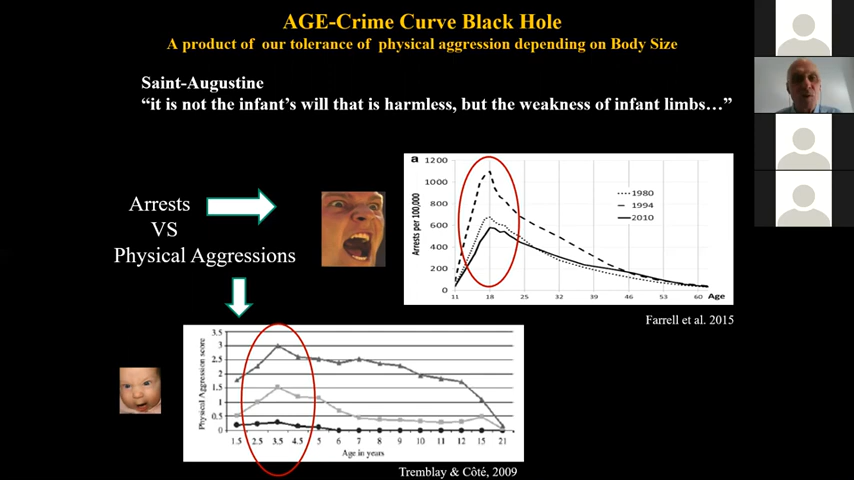 AGE-Crime Curve Black Hole
A product of our tolerance of physical aggression depending on Body Size
Saint-Augustine
“it is not the infant’s will that is harmless, but the weakness of infant limbs…”
Arrests
VS
Physical Aggressions
a
Arrests per 100,000
1200
1000
800
600
400
200
0
1980
1994
2010
11 18 25 32 39 46 53 60 Age
Farrell et al. 2015
Physical Aggression score
3.5
3
2.5
2
1.5
1
0.5
0
1.5 2.5 3.5 4.5 5 6 7 8 9 10 11 12 15 21
Age in years
Tremblay & Côté, 2009